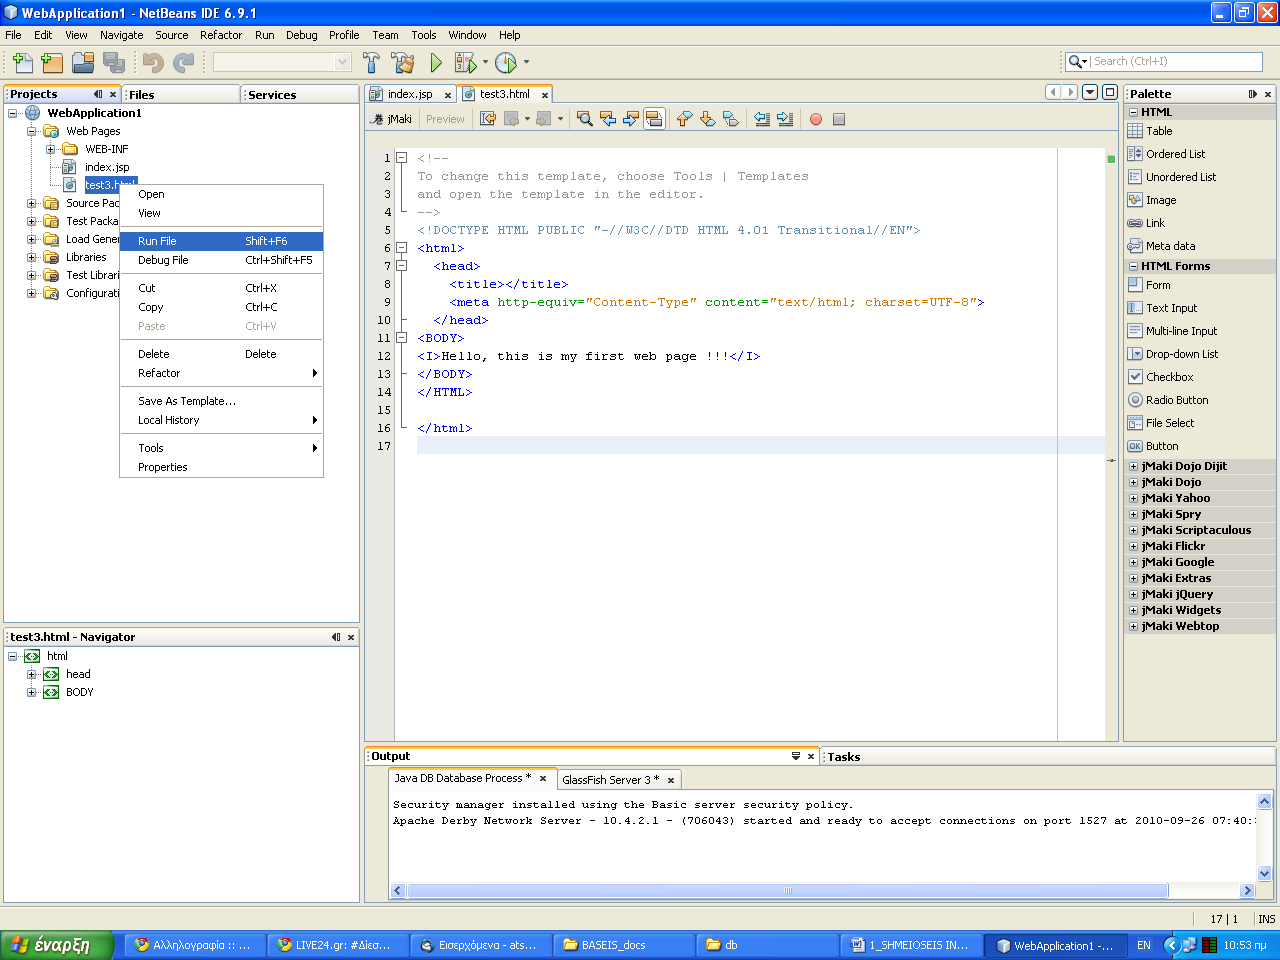 WebApplication1 - NetBeans IDE 6.9.1
File Edit View Navigate Source Refactor Run Debug Profile Team Tools Window Help
Search (Ctrl+I)
Projects Files Services
WebApplication1
Web Pages
WEB-INF
index.jsp
test3.html
Source Pac
Test Packa
Load Gener
Libraries
Test Librari
Configurati
Open
View
Run File Shift+F6
Debug File Ctrl+Shift+F5
Cut Ctrl+X
Copy Ctrl+C
Paste Ctrl+V
Delete Delete
Refactor
Save As Template...
Local History
Tools
Properties
test3.html - Navigator
html
head
BODY
index.jsp test3.html
jMaki Preview
1 <!--
2 To change this template, choose Tools | Templates
3 and open the template in the editor.
4 -->
5 <!DOCTYPE HTML PUBLIC "-//W3C//DTD HTML 4.01 Transitional//EN">
6 <html>
7 <head>
8 <title></title>
9 <meta http-equiv="Content-Type" content="text/html; charset=UTF-8">
10 </head>
11 <BODY>
12 <I>Hello, this is my first web page !!!</I>
13 </BODY>
14 </HTML>
15
16 </html>
17
Palette
HTML
Table
Ordered List
Unordered List
Image
Link
Meta data
HTML Forms
Form
Text Input
Multi-line Input
Drop-down List
Checkbox
Radio Button
File Select
OK Button
jMaki Dojo Dijit
jMaki Dojo
jMaki Yahoo
jMaki Spry
jMaki Scriptaculous
jMaki Flickr
jMaki Google
jMaki Extras
jMaki jQuery
jMaki Widgets
jMaki Webtop
Output Tasks
Java DB Database Process * GlassFish Server 3 *
Security manager installed using the Basic server security policy.
Apache Derby Network Server - 10.4.2.1 - (706043) started and ready to accept connections on port 1527 at 2010-09-26 07:40:
17 | 1 INS
έναρξη Αλληλογραφία :: ... LIVE24.gr: #Δίεσ... Εισερχόμενα - ats... BASEIS_docs db 1_SHMEIOSEIS IN... WebApplication1 -... EN 10:53 πμ